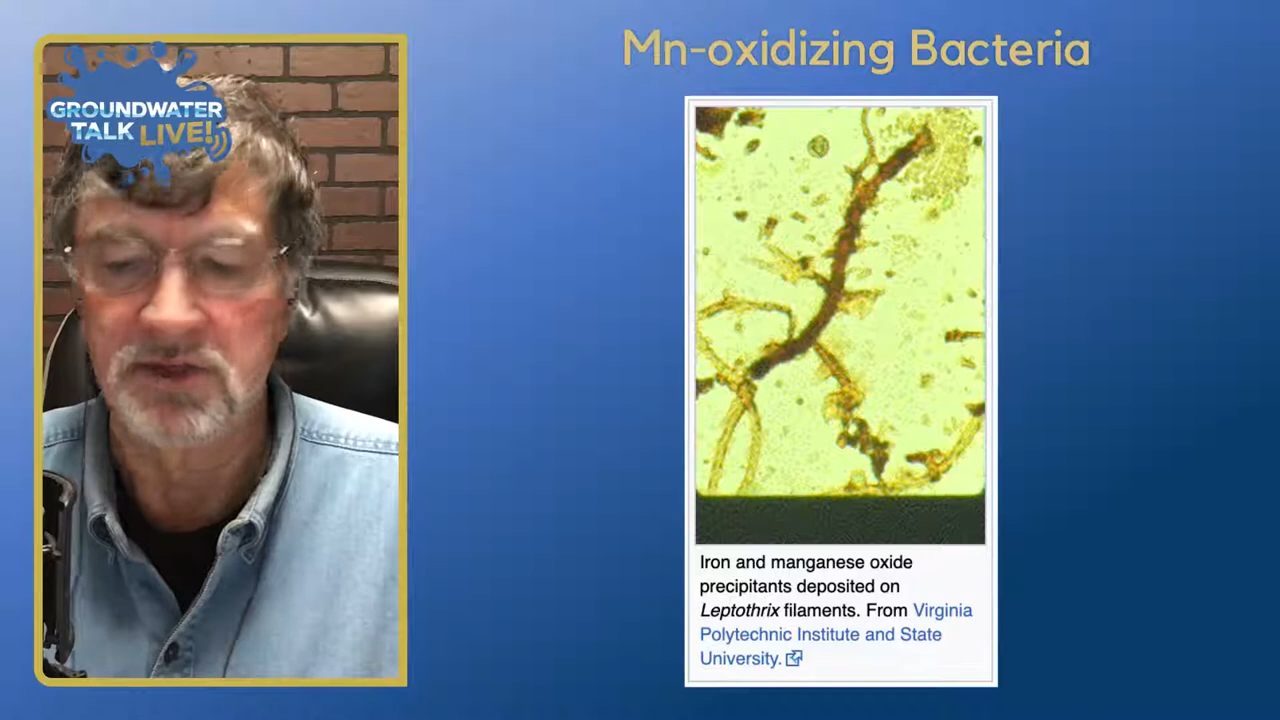 GROUNDWATER
TALK LIVE!
Mn-oxidizing Bacteria
Iron and manganese oxide
precipitants deposited on
Leptothrix filaments. From Virginia
Polytechnic Institute and State
University.